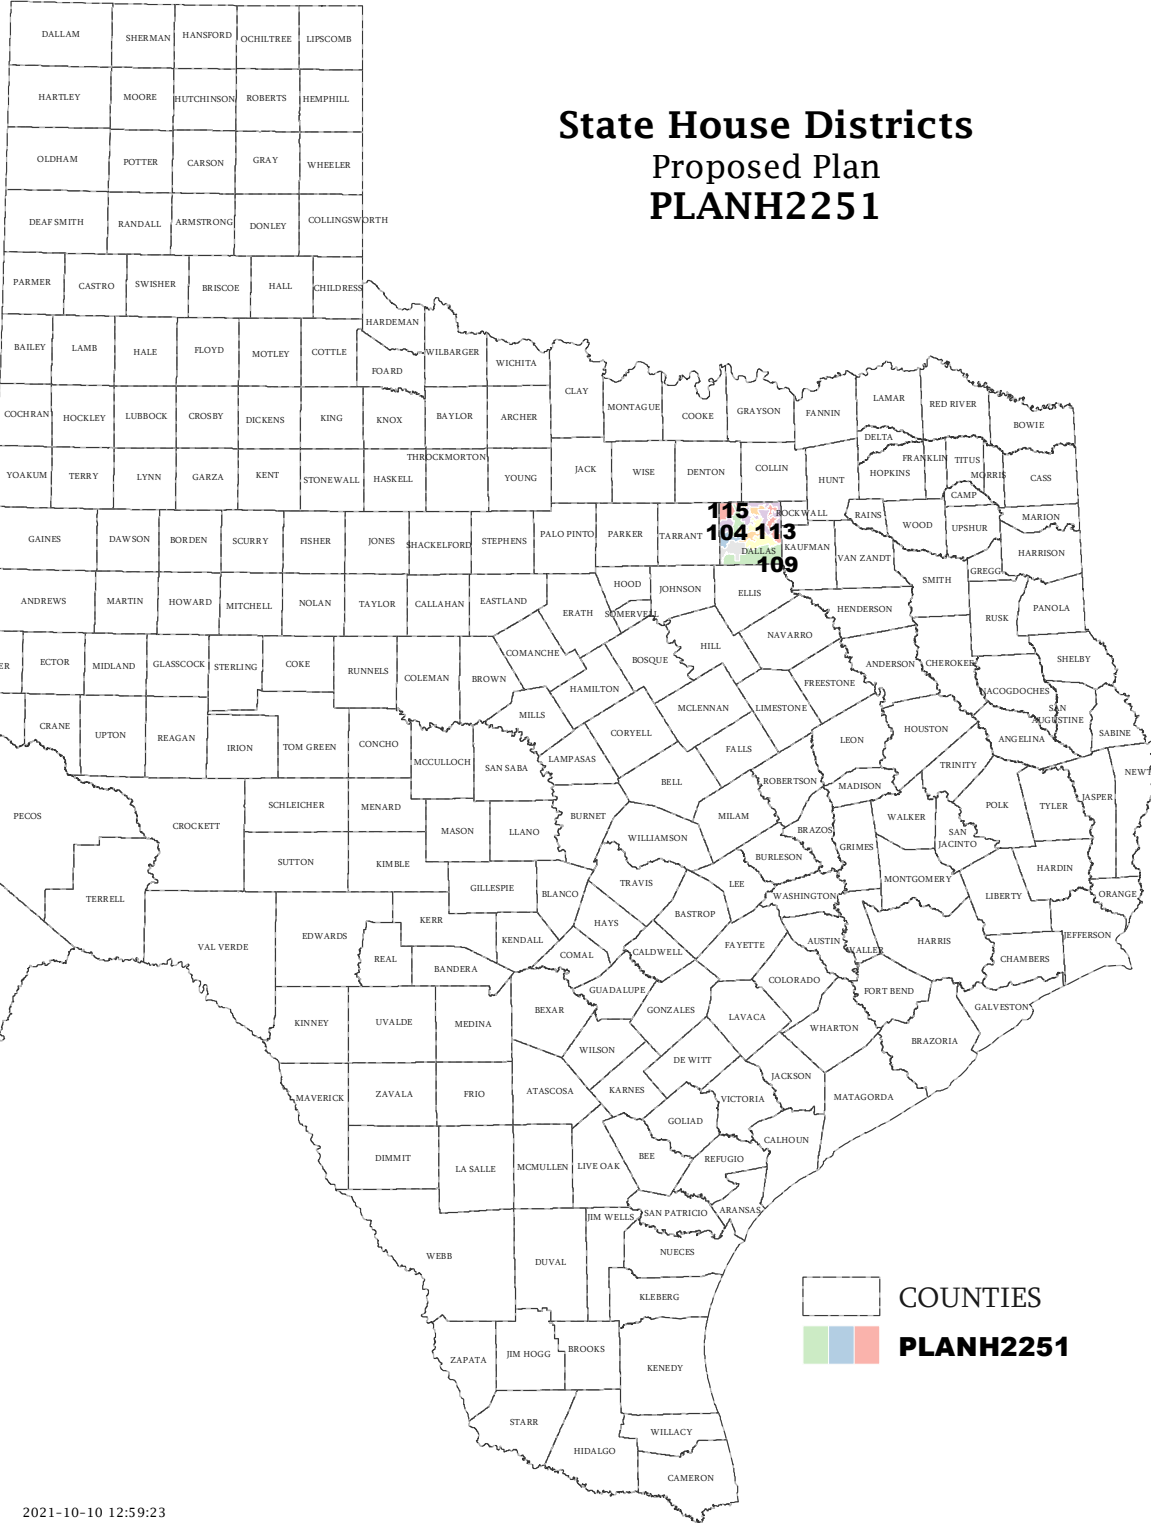 State House Districts
Proposed Plan
PLANH2251
DALLAM SHERMAN HANSFORD OCHILTREE LIPSCOMB
HARTLEY MOORE HUTCHINSON ROBERTS HEMPHILL
OLDHAM POTTER CARSON GRAY WHEELER
DEAF SMITH RANDALL ARMSTRONG DONLEY COLLINGSWORTH
PARMER CASTRO SWISHER BRISCOE HALL CHILDRESS
HARDEMAN
BAILEY LAMB HALE FLOYD MOTLEY COTTLE WILBARGER WICHITA
FOARD
CLAY
COCHRAN HOCKLEY LUBBOCK CROSBY DICKENS KING KNOX BAYLOR ARCHER MONTAGUE COOKE GRAYSON FANNIN LAMAR RED RIVER BOWIE
DELTA
THROCKMORTON FRANKLIN TITUS
YOAKUM TERRY LYNN GARZA KENT STONEWALL HASKELL YOUNG JACK WISE DENTON COLLIN HUNT HOPKINS MORRIS CASS
CAMP
115 ROCKWALL RAINS WOOD UPSHUR MARION
GAINES DAWSON BORDEN SCURRY FISHER JONES SHACKELFORD STEPHENS PALO PINTO PARKER TARRANT 104 113
DALLAS KAUFMAN VAN ZANDT HARRISON
109 GREGG
SMITH
ANDREWS MARTIN HOWARD MITCHELL NOLAN TAYLOR CALLAHAN EASTLAND HOOD JOHNSON ELLIS
ERATH SOMERVELL HENDERSON RUSK PANOLA
NAVARRO
ER ECTOR MIDLAND GLASSCOCK STERLING COKE RUNNELS COLEMAN BROWN COMANCHE BOSQUE HILL ANDERSON CHEROKEE SHELBY
HAMILTON FREESTONE NACOGDOCHES
MILLS MCLENNAN LIMESTONE SAN
AUGUSTINE
CRANE UPTON REAGAN IRION TOM GREEN CONCHO CORYELL FALLS LEON HOUSTON ANGELINA SABINE
MCCULLOCH SAN SABA LAMPASAS TRINITY
BELL ROBERTSON MADISON NEWT
PECOS CROCKETT SCHLEICHER MENARD POLK TYLER JASPER
MASON LLANO BURNET MILAM BRAZOS WALKER SAN
JACINTO
WILLIAMSON GRIMES
SUTTON KIMBLE BURLESON HARDIN
TERRELL GILLESPIE BLANCO TRAVIS LEE WASHINGTON MONTGOMERY LIBERTY ORANGE
KERR HAYS BASTROP
VAL VERDE EDWARDS KENDALL FAYETTE AUSTIN WALLER HARRIS JEFFERSON
REAL BANDERA COMAL CALDWELL CHAMBERS
COLORADO
GUADALUPE FORT BEND
KINNEY UVALDE MEDINA BEXAR GONZALES LAVACA WHARTON GALVESTON
BRAZORIA
WILSON DE WITT
MAVERICK ZAVALA FRIO ATASCOSA KARNES JACKSON MATAGORDA
VICTORIA
GOLIAD
CALHOUN
DIMMIT LA SALLE MCMULLEN LIVE OAK BEE REFUGIO
JIM WELLS SAN PATRICIO ARANSAS
WEBB DUVAL NUECES
KLEBERG
COUNTIES
PLANH2251
ZAPATA JIM HOGG BROOKS KENEDY
STARR WILLACY
HIDALGO
CAMERON
2021-10-10 12:59:23